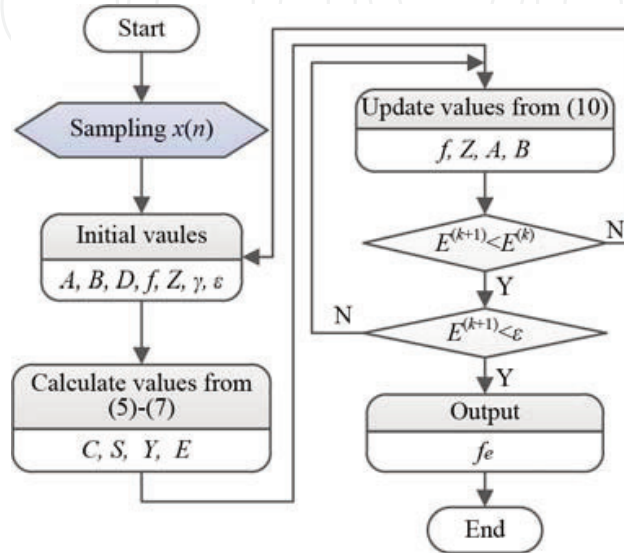 Start
Sampling x(n)
Initial vaules
A, B, D, f, Z, γ, ε
Calculate values from
(5)-(7)
C, S, Y, E
Update values from (10)
f, Z, A, B
E^(k+1)<E^(k)
N
Y
E^(k+1)<ε
N
Y
Output
fe
End